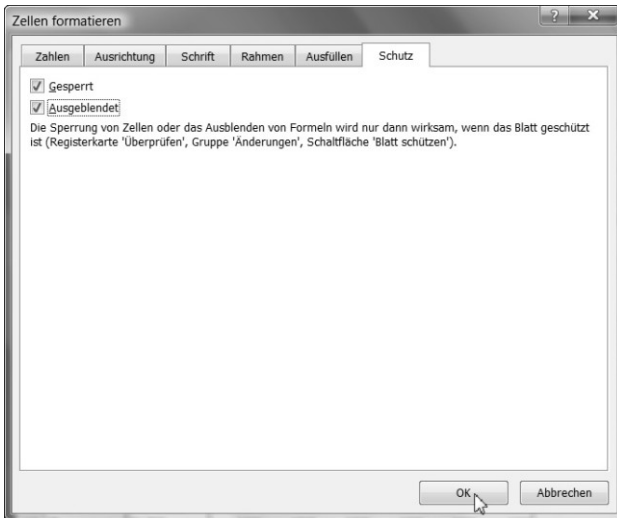 Zellen formatieren
Zahlen Ausrichtung Schrift Rahmen Ausfüllen Schutz
Gesperrt
Ausgeblendet
Die Sperrung von Zellen oder das Ausblenden von Formeln wird nur dann wirksam, wenn das Blatt geschützt
ist (Registerkarte 'Überprüfen', Gruppe 'Änderungen', Schaltfläche 'Blatt schützen').
OK Abbrechen